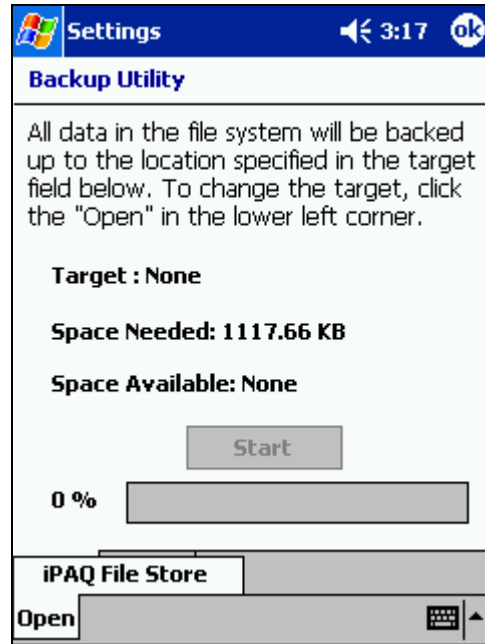 Settings 3:17 ok
Backup Utility
All data in the file system will be backed
up to the location specified in the target
field below. To change the target, click
the "Open" in the lower left corner.
Target : None
Space Needed: 1117.66 KB
Space Available: None
Start
0 %
iPAQ File Store
Open